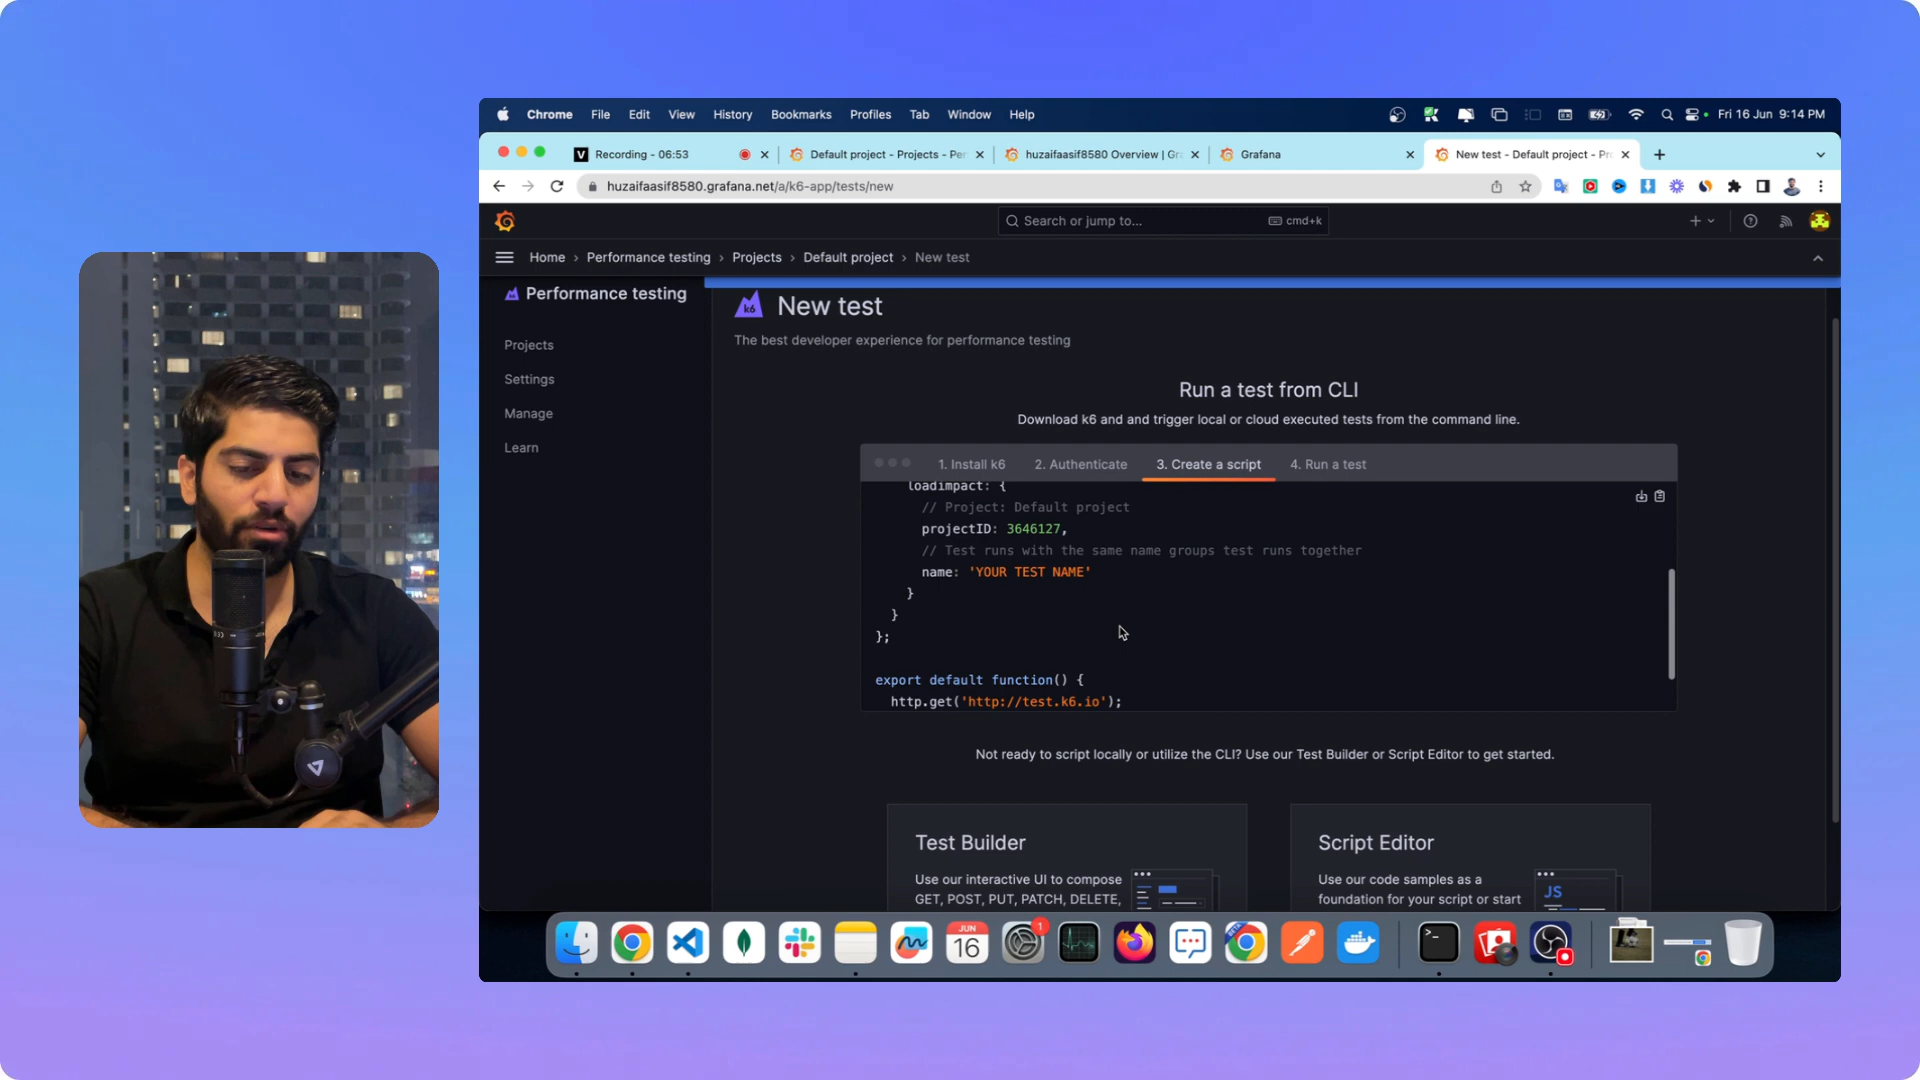 Chrome File Edit View History Bookmarks Profiles Tab Window Help Fri 16 Jun 9:14 PM
Recording - 06:53 Default project - Projects - Per huzaifaasif8580 Overview | Gra Grafana New test - Default project - Pr
huzaifaasif8580.grafana.net/a/k6-app/tests/new
Search or jump to... cmd+k
Home › Performance testing › Projects › Default project › New test
Performance testing
Projects
Settings
Manage
Learn
k6 New test
The best developer experience for performance testing
Run a test from CLI
Download k6 and and trigger local or cloud executed tests from the command line.
1. Install k6 2. Authenticate 3. Create a script 4. Run a test
loadimpact: {
// Project: Default project
projectID: 3646127,
// Test runs with the same name groups test runs together
name: 'YOUR TEST NAME'
}
}
};
export default function() {
http.get('http://test.k6.io');
Not ready to script locally or utilize the CLI? Use our Test Builder or Script Editor to get started.
Test Builder
Use our interactive UI to compose
GET, POST, PUT, PATCH, DELETE,
Script Editor
Use our code samples as a
foundation for your script or start
JS
JUN
16
1